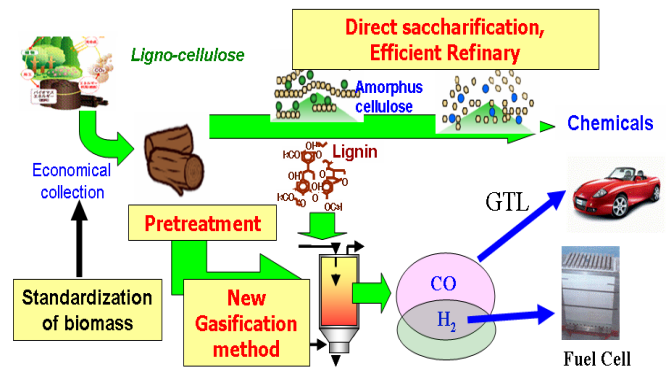 Direct saccharification,
Efficient Refinary
Ligno-cellulose
Amorphus
cellulose
Chemicals
Economical
collection
Lignin
Pretreatment
GTL
Standardization
of biomass
New
Gasification
method
CO
H2
Fuel Cell